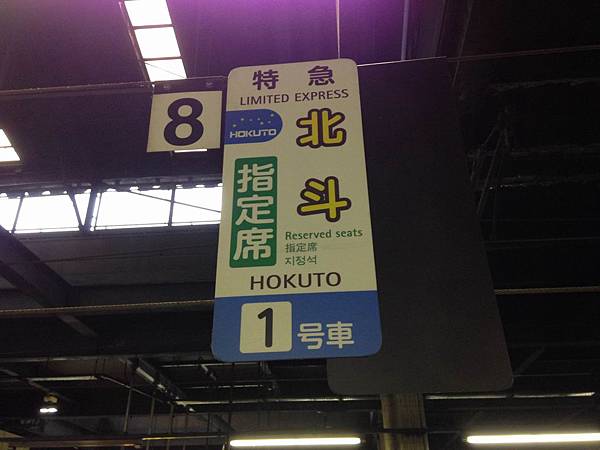 8
特急
LIMITED EXPRESS
HOKUTO
北斗
指定席
Reserved seats
指定席
지정석
HOKUTO
1号車